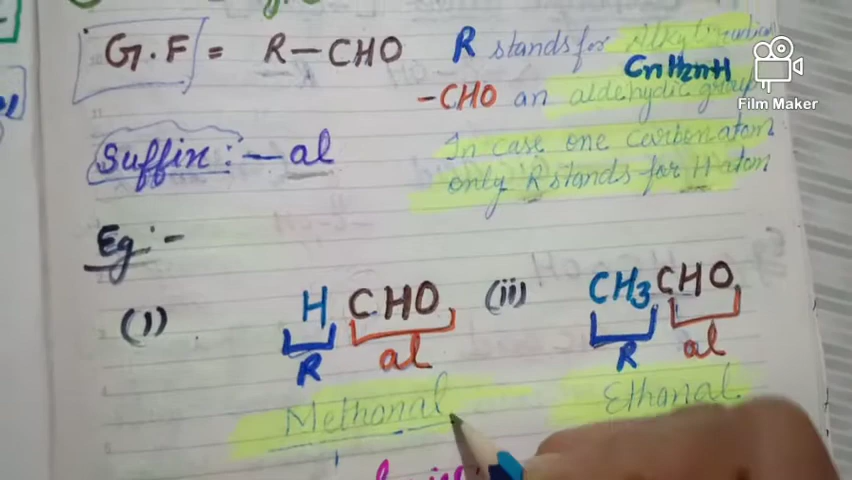 G.F = R-CHO R stands for Alkyl
CnH2n+1
-CHO an aldehydic group
Film Maker
Suffix:- -al
In case one carbon atom
only R stands for H atom
Eg:-
(i) H CHO (ii) CH3 CHO
R al R al
Methanal Ethanal